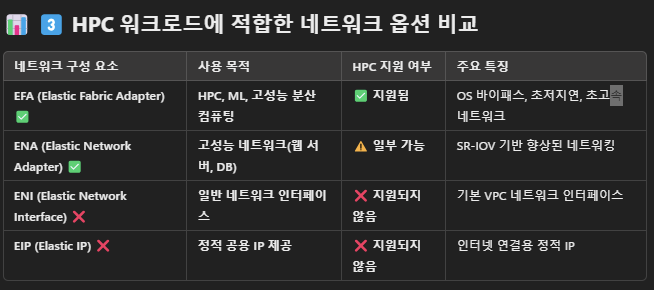 📊 3️⃣ HPC 워크로드에 적합한 네트워크 옵션 비교
네트워크 구성 요소 사용 목적 HPC 지원 여부 주요 특징
EFA (Elastic Fabric Adapter) HPC, ML, 고성능 분산 ✅ 지원됨 OS 바이패스, 초저지연, 초고속
✅ 컴퓨팅 네트워크
ENA (Elastic Network 고성능 네트워크(웹 서 ⚠️ 일부 가능 SR-IOV 기반 향상된 네트워킹
Adapter) ✅ 버, DB)
ENI (Elastic Network 일반 네트워크 인터페이 ❌ 지원되지 기본 VPC 네트워크 인터페이스
Interface) ❌ 스 않음
EIP (Elastic IP) ❌ 정적 공용 IP 제공 ❌ 지원되지 인터넷 연결용 정적 IP
않음